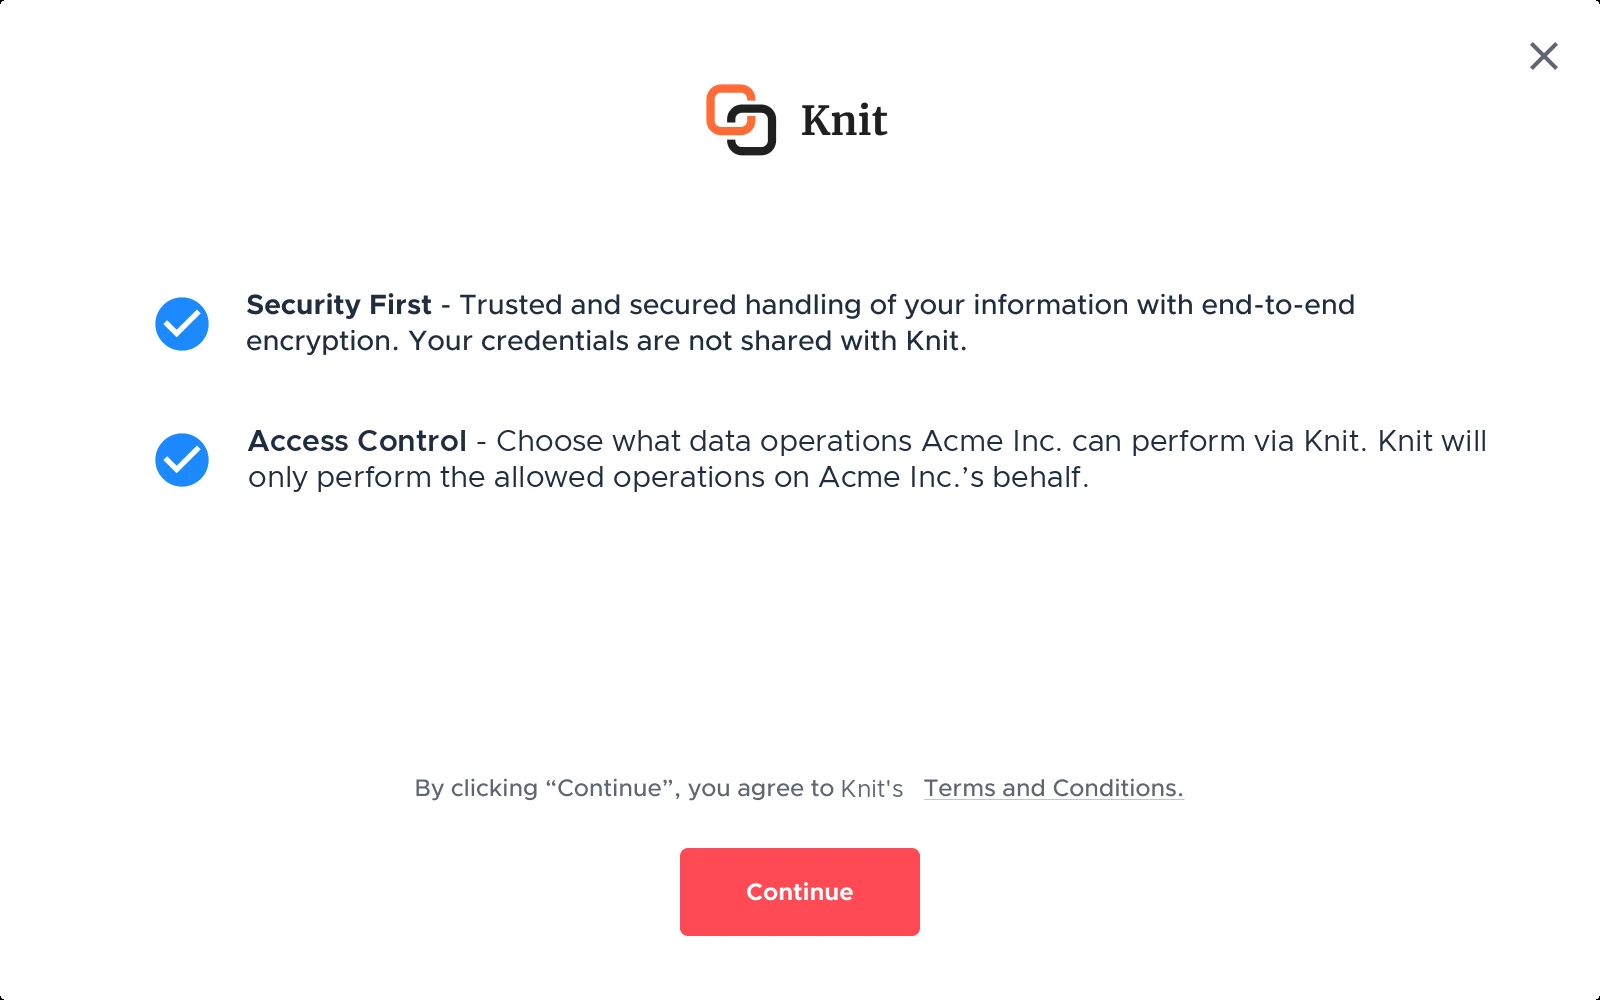 Knit
Security First - Trusted and secured handling of your information with end-to-end
encryption. Your credentials are not shared with Knit.
Access Control - Choose what data operations Acme Inc. can perform via Knit. Knit will
only perform the allowed operations on Acme Inc.’s behalf.
By clicking “Continue”, you agree to Knit's Terms and Conditions.
Continue